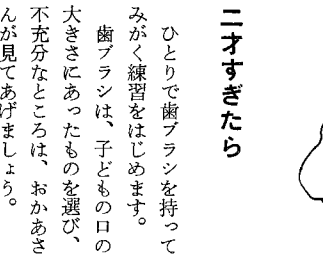 二才すぎたら
ひとりで歯ブラシを持って
みがく練習をはじめます。
歯ブラシは、子どもの口の
大きさにあったものを選び、
不充分なところは、おかあさ
んが見てあげましょう。